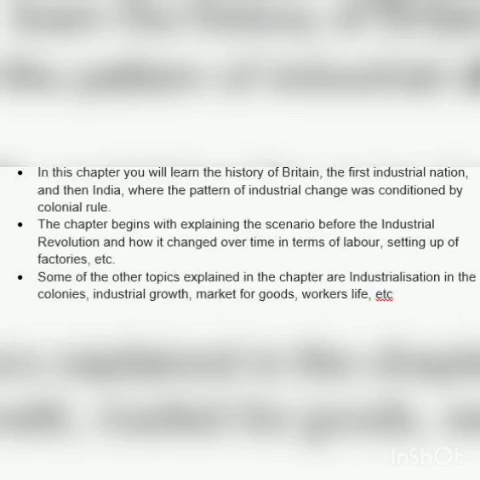 • In this chapter you will learn the history of Britain, the first industrial nation,
and then India, where the pattern of industrial change was conditioned by
colonial rule.
• The chapter begins with explaining the scenario before the Industrial
Revolution and how it changed over time in terms of labour, setting up of
factories, etc.
• Some of the other topics explained in the chapter are Industrialisation in the
colonies, industrial growth, market for goods, workers life, etc
InShOt